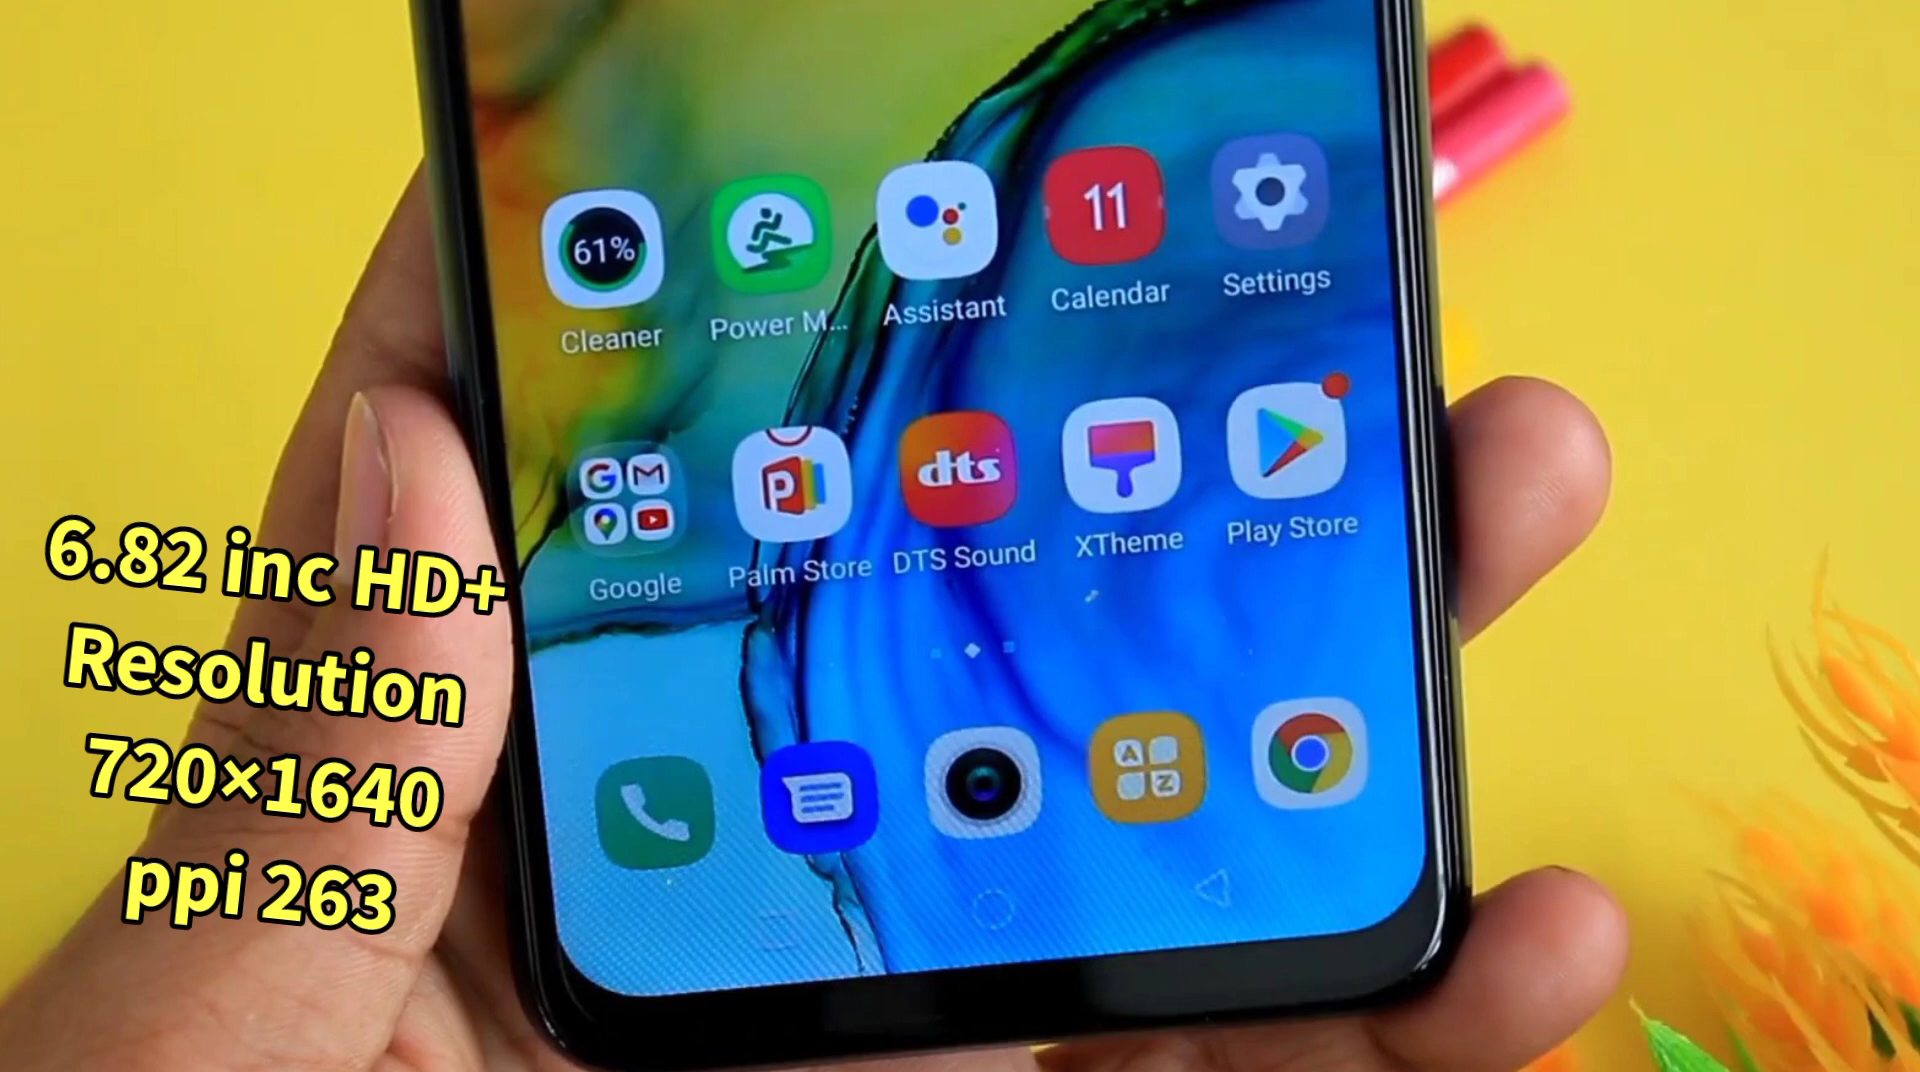 61%
11
Cleaner
Power M...
Assistant
Calendar
Settings
G M
P
dts
Google
Palm Store
DTS Sound
XTheme
Play Store
A
Z
6.82 inc HD+
Resolution
720×1640
ppi 263